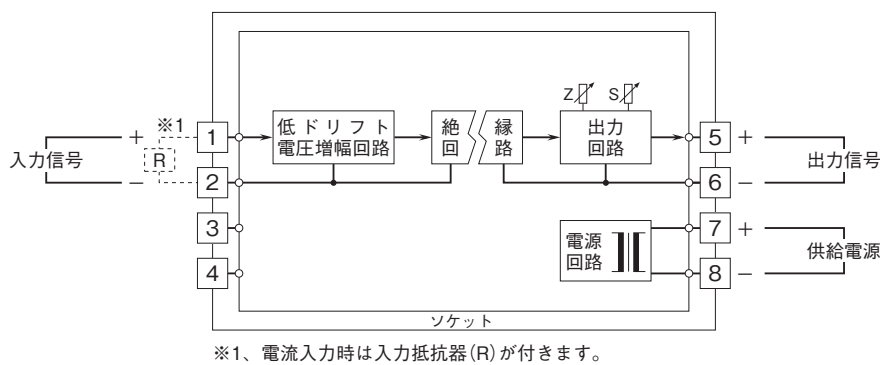 Z
S
※1
1
低ドリフト
電圧増幅回路
絶 縁
回 路
出力
回路
5
+
+
入力信号
R
出力信号
−
2
6
−
3
7
+
電源
回路
供給電源
4
8
−
ソケット
※1、電流入力時は入力抵抗器(R)が付きます。